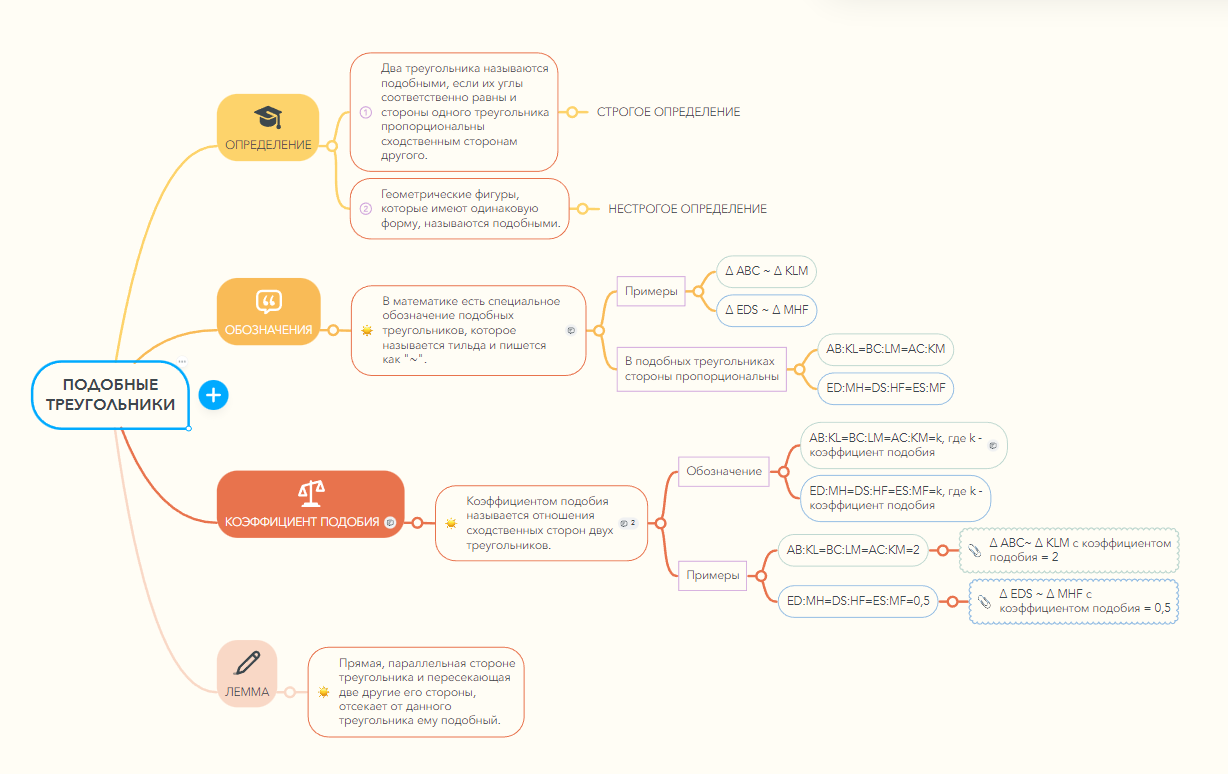 ПОДОБНЫЕ
ТРЕУГОЛЬНИКИ
ОПРЕДЕЛЕНИЕ
1
Два треугольника называются
подобными, если их углы
соответственно равны и
стороны одного треугольника
пропорциональны
сходственным сторонам
другого.
СТРОГОЕ ОПРЕДЕЛЕНИЕ
2
Геометрические фигуры,
которые имеют одинаковую
форму, называются подобными.
НЕСТРОГОЕ ОПРЕДЕЛЕНИЕ
ОБОЗНАЧЕНИЯ
В математике есть специальное
обозначение подобных
треугольников, которое
называется тильда и пишется
как "~".
Примеры
Δ ABC ~ Δ KLM
Δ EDS ~ Δ MHF
В подобных треугольниках
стороны пропорциональны
AB:KL=BC:LM=AC:KM
ED:MH=DS:HF=ES:MF
КОЭФФИЦИЕНТ ПОДОБИЯ
Коэффициентом подобия
называется отношения
сходственных сторон двух
треугольников.
2
Обозначение
AB:KL=BC:LM=AC:KM=k, где k -
коэффициент подобия
ED:MH=DS:HF=ES:MF=k, где k -
коэффициент подобия
Примеры
AB:KL=BC:LM=AC:KM=2
Δ ABC~ Δ KLM с коэффициентом
подобия = 2
ED:MH=DS:HF=ES:MF=0,5
Δ EDS ~ Δ MHF с
коэффициентом подобия = 0,5
ЛЕММА
Прямая, параллельная стороне
треугольника и пересекающая
две другие его стороны,
отсекает от данного
треугольника ему подобный.